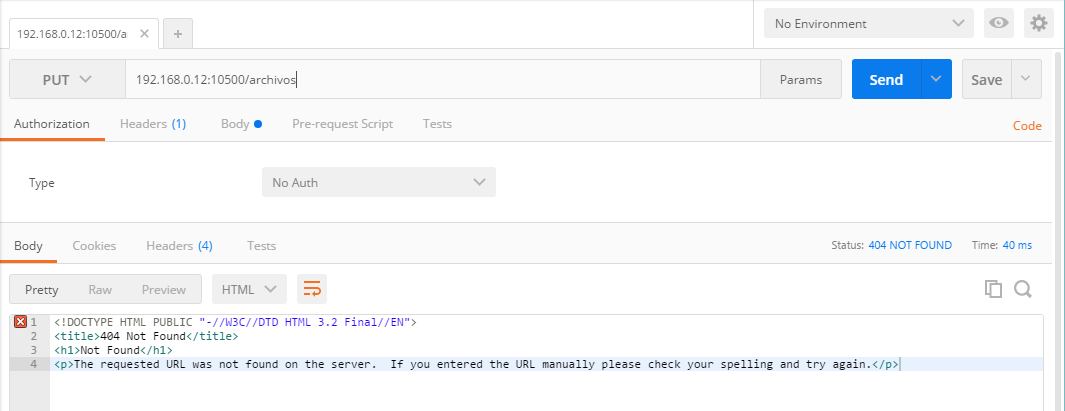 192.168.0.12:10500/a
No Environment
PUT 192.168.0.12:10500/archivos Params Send Save
Authorization Headers (1) Body Pre-request Script Tests Code
Type No Auth
Body Cookies Headers (4) Tests Status: 404 NOT FOUND Time: 40 ms
Pretty Raw Preview HTML
1 <!DOCTYPE HTML PUBLIC "-//W3C//DTD HTML 3.2 Final//EN">
2 <title>404 Not Found</title>
3 <h1>Not Found</h1>
4 <p>The requested URL was not found on the server.  If you entered the URL manually please check your spelling and try again.</p>